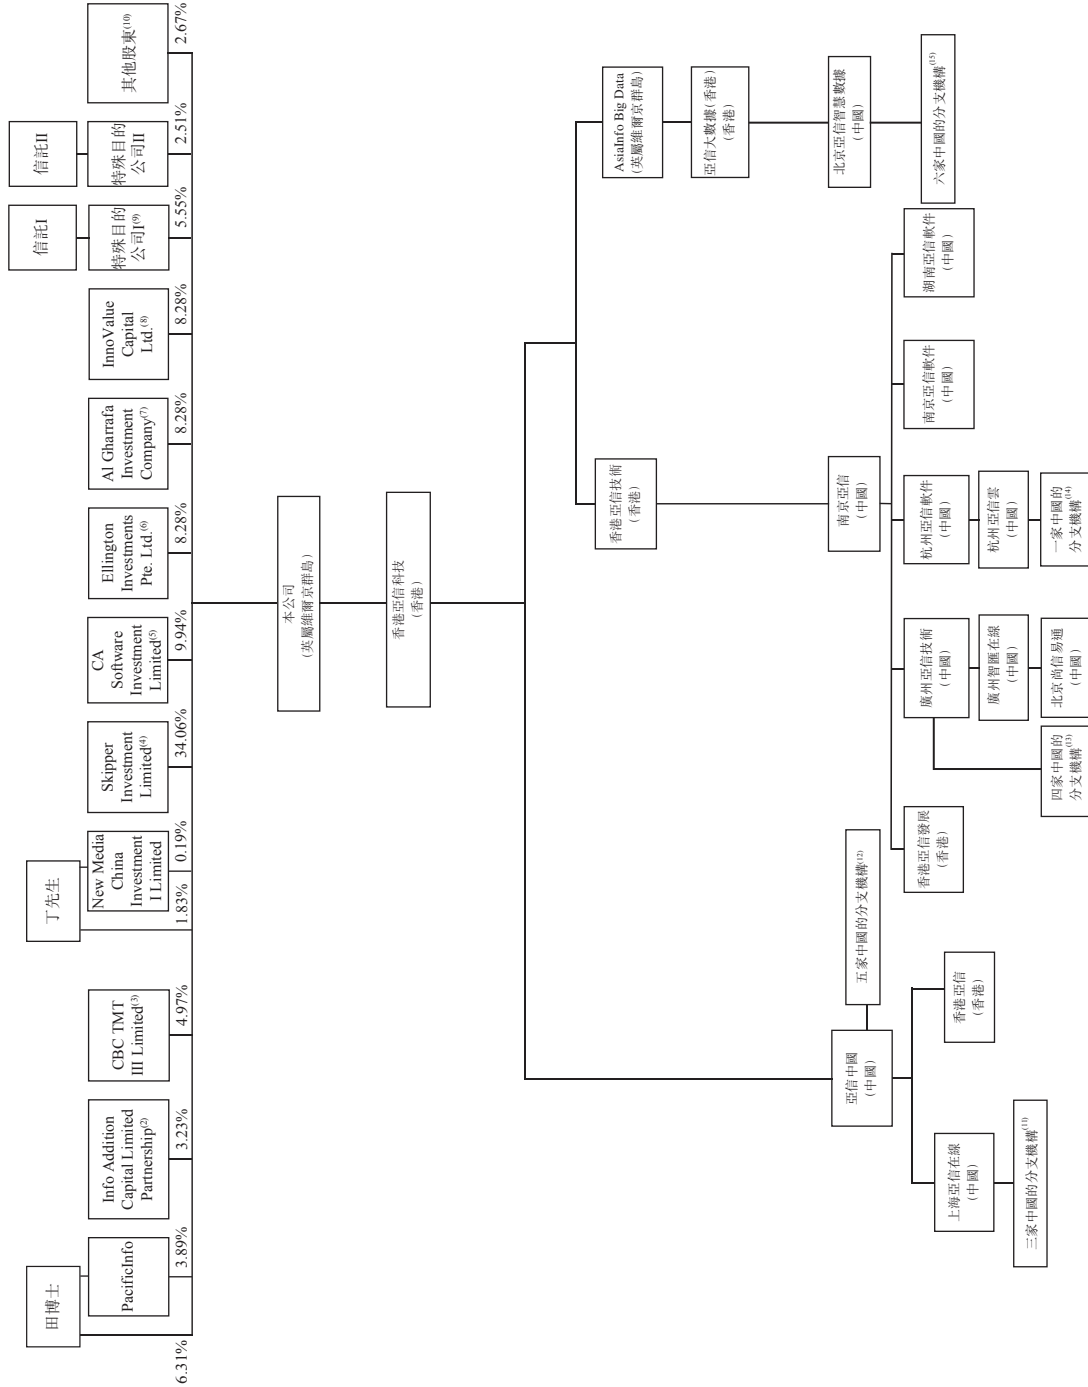 田博士
6.31%
PacificInfo
3.89%
Info Addition
Capital Limited
Partnership(2)
3.23%
CBC TMT
III Limited(3)
4.97%
丁先生
1.83%
New Media
China
Investment
I Limited
0.19%
Skipper
Investment
Limited(4)
34.06%
CA
Software
Investment
Limited(5)
9.94%
Ellington
Investments
Pte. Ltd.(6)
8.28%
Al Gharrafa
Investment
Company(7)
8.28%
InnoValue
Capital
Ltd.(8)
8.28%
信託I
特殊目的
公司I(9)
5.55%
信託II
特殊目的
公司II
2.51%
其他股東(10)
2.67%
本公司
(英屬維爾京群島)
香港亞信科技
(香港)
亞信中國
(中國)
五家中國的分支機構(12)
上海亞信在線
(中國)
三家中國的分支機構(11)
香港亞信
(香港)
香港亞信技術
(香港)
南京亞信
(中國)
香港亞信發展
(香港)
廣州亞信技術
(中國)
四家中國的
分支機構(13)
廣州智匯在線
(中國)
北京尚信易通
(中國)
杭州亞信軟件
(中國)
杭州亞信雲
(中國)
一家中國的
分支機構(14)
南京亞信軟件
(中國)
湖南亞信軟件
(中國)
AsiaInfo Big Data
(英屬維爾京群島)
亞信大數據(香港)
(香港)
北京亞信智慧數據
(中國)
六家中國的分支機構(15)